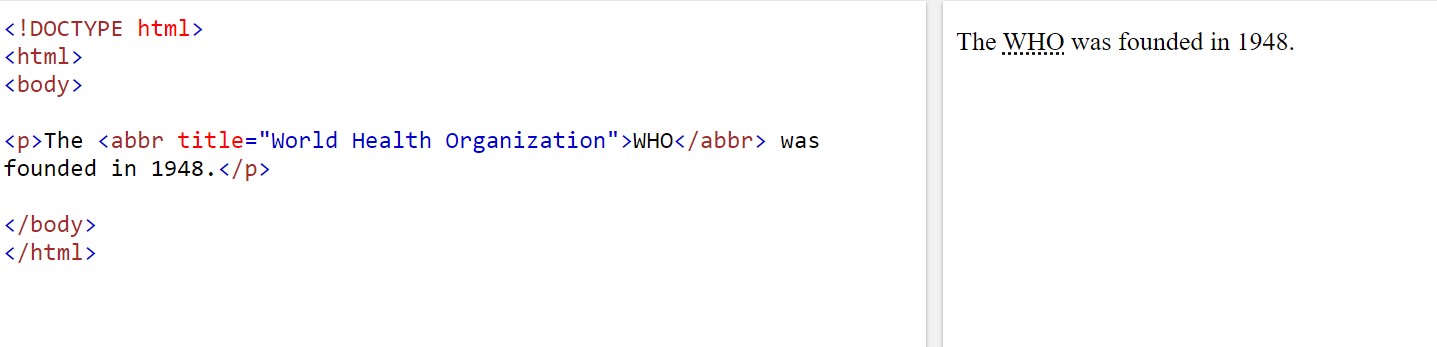 <!DOCTYPE html>
<html>
<body>
<p>The <abbr title="World Health Organization">WHO</abbr> was
founded in 1948.</p>
</body>
</html>
The WHO was founded in 1948.